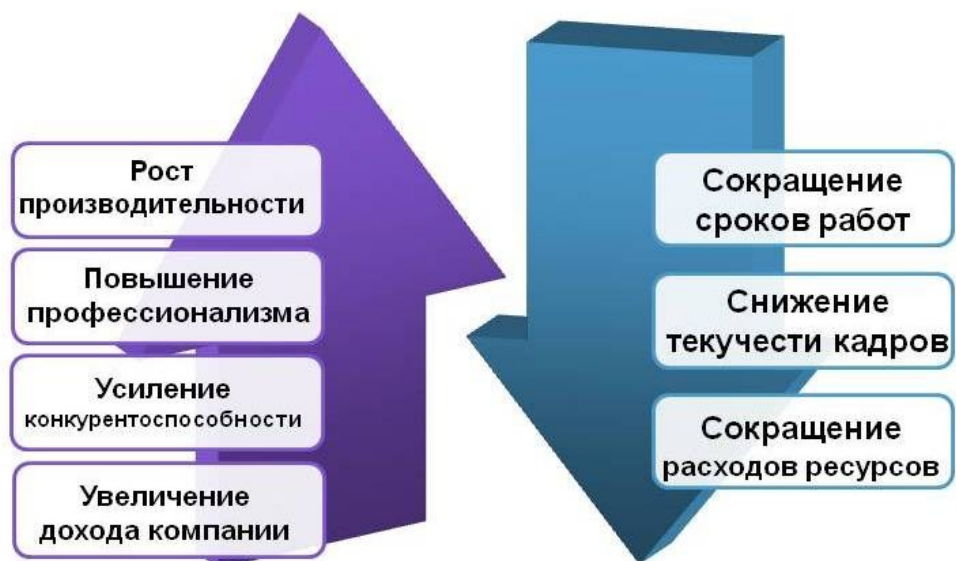 Рост
производительности
Повышение
профессионализма
Усиление
конкурентоспособности
Увеличение
дохода компании
Сокращение
сроков работ
Снижение
текучести кадров
Сокращение
расходов ресурсов